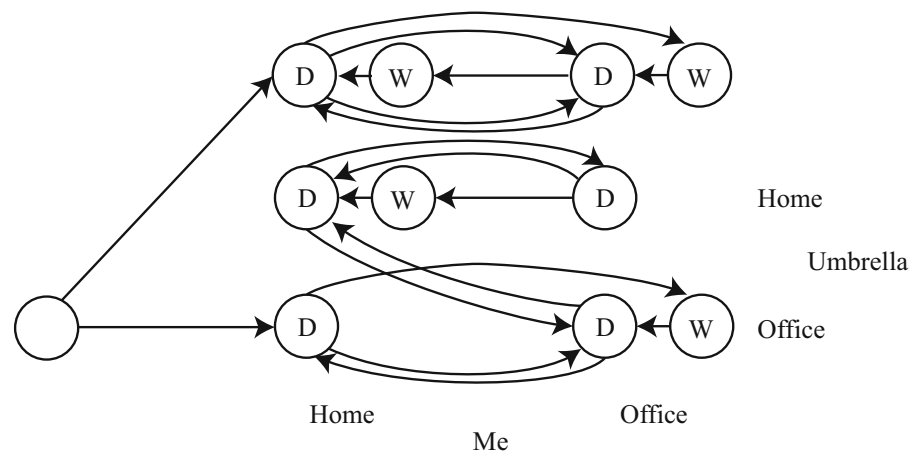 D W D W
D W D Home
Umbrella
D D W Office
Home Office
Me